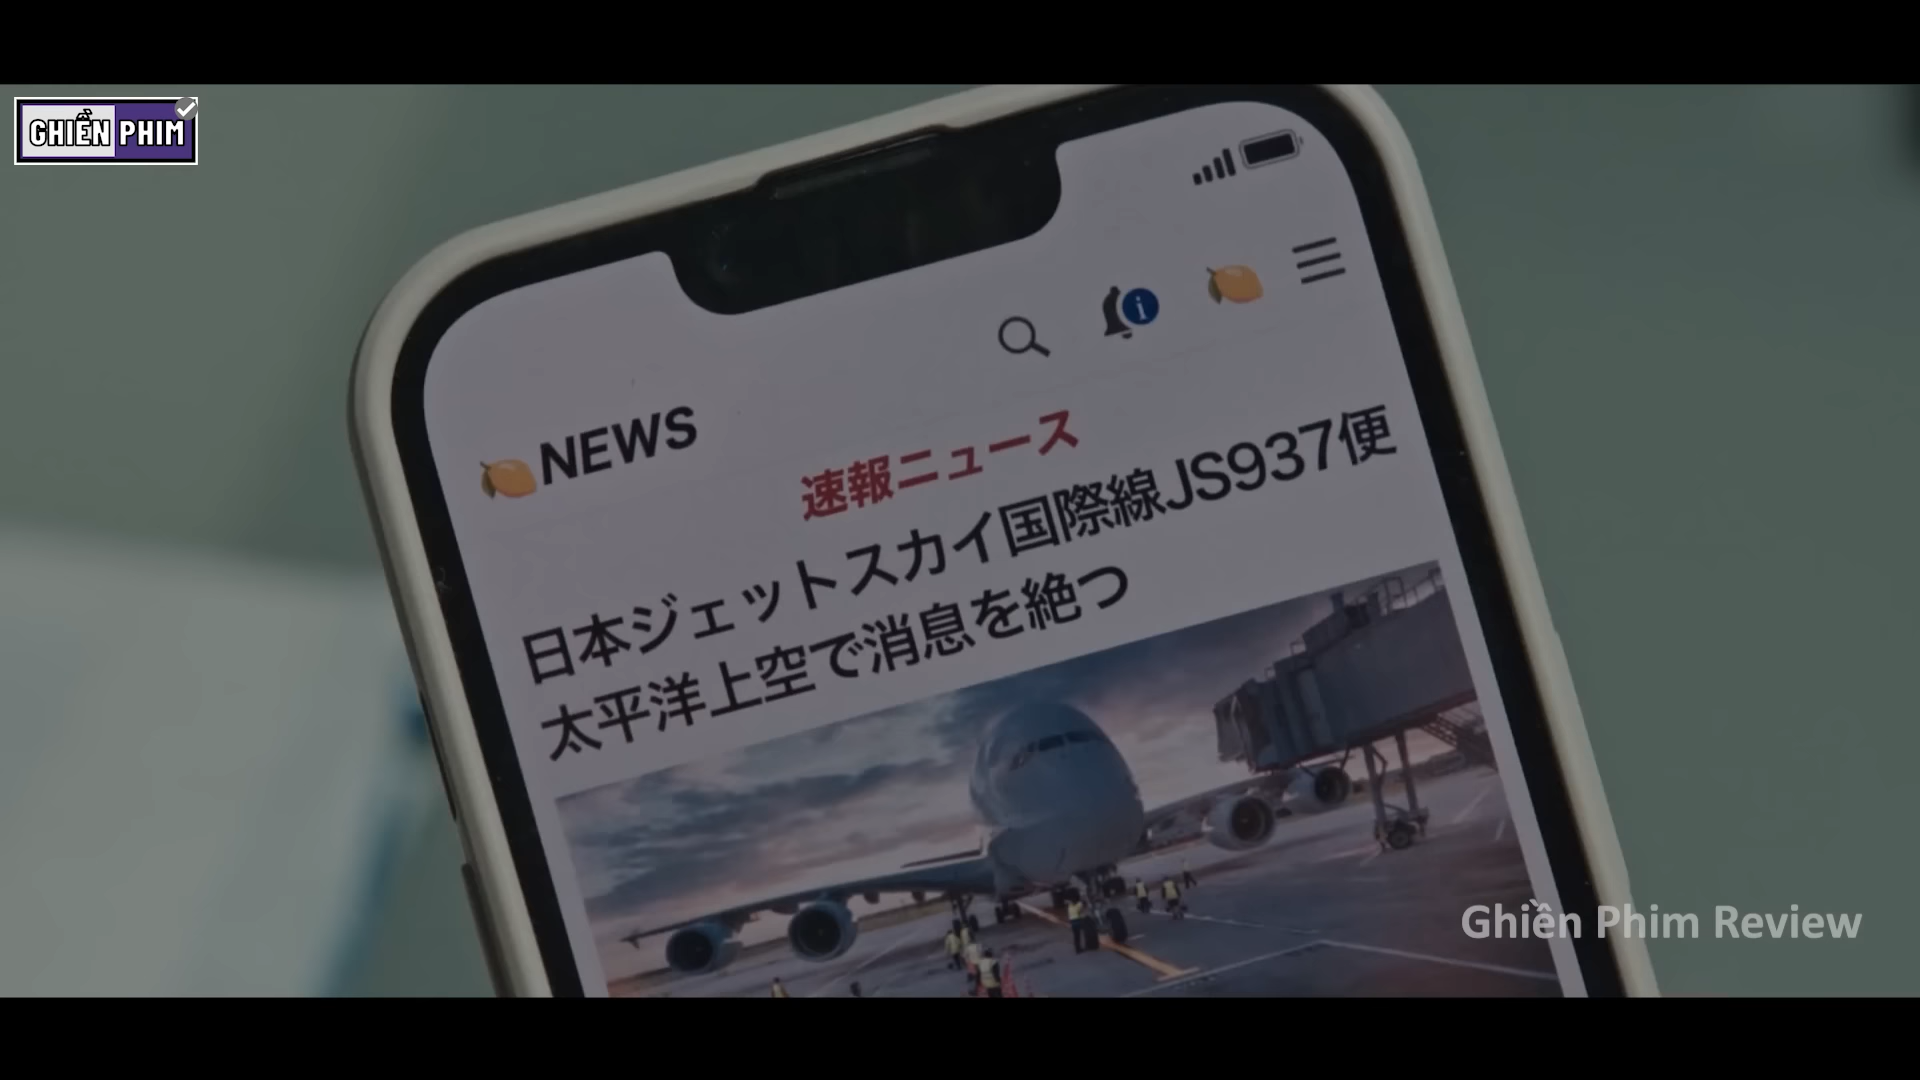 GHIỀN PHIM
NEWS
速報ニュース
日本ジェットスカイ国際線JS937便
太平洋上空で消息を絶つ
Ghiền Phim Review